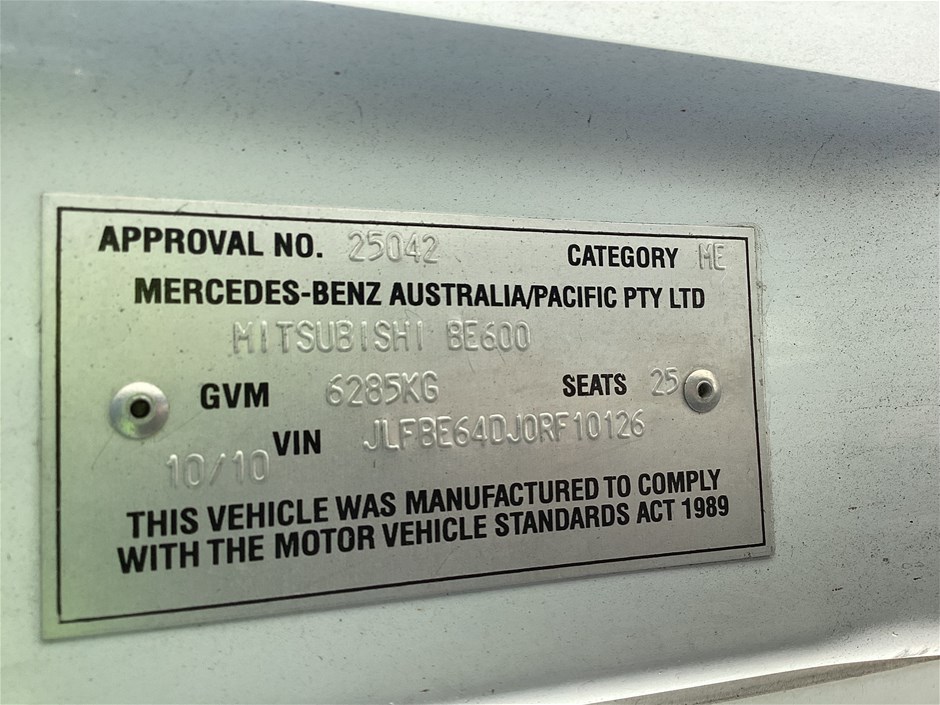 APPROVAL NO. 25042 CATEGORY ME
MERCEDES-BENZ AUSTRALIA/PACIFIC PTY LTD
MITSUBISHI BE600
GVM 6285KG SEATS 25
VIN JLFBE64DJ0RF10126
10/10
THIS VEHICLE WAS MANUFACTURED TO COMPLY
WITH THE MOTOR VEHICLE STANDARDS ACT 1989